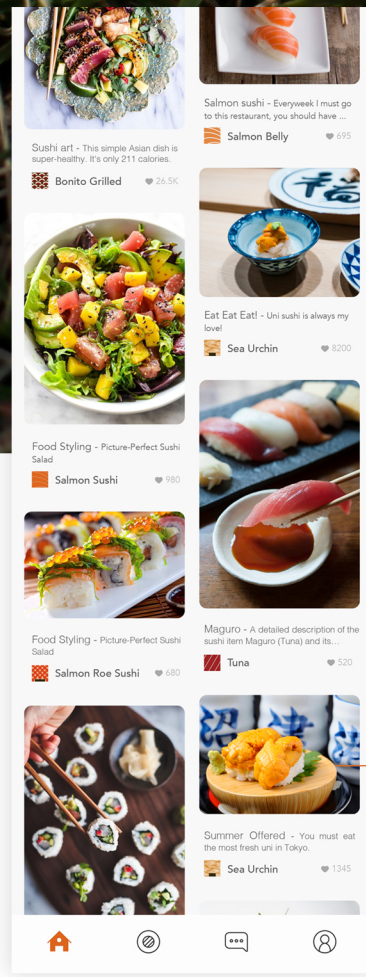 Sushi art - This simple Asian dish is
super-healthy. It's only 211 calories.
Bonito Grilled
26.5K
Food Styling - Picture-Perfect Sushi
Salad
Salmon Sushi
980
Food Styling - Picture-Perfect Sushi
Salad
Salmon Roe Sushi
680
Salmon sushi - Everyweek I must go
to this restaurant, you should have ...
Salmon Belly
695
Eat Eat Eat! - Uni sushi is always my
love!
Sea Urchin
8200
Maguro - A detailed description of the
sushi item Maguro (Tuna) and its...
Tuna
520
Summer Offered - You must eat
the most fresh uni in Tokyo.
Sea Urchin
1345